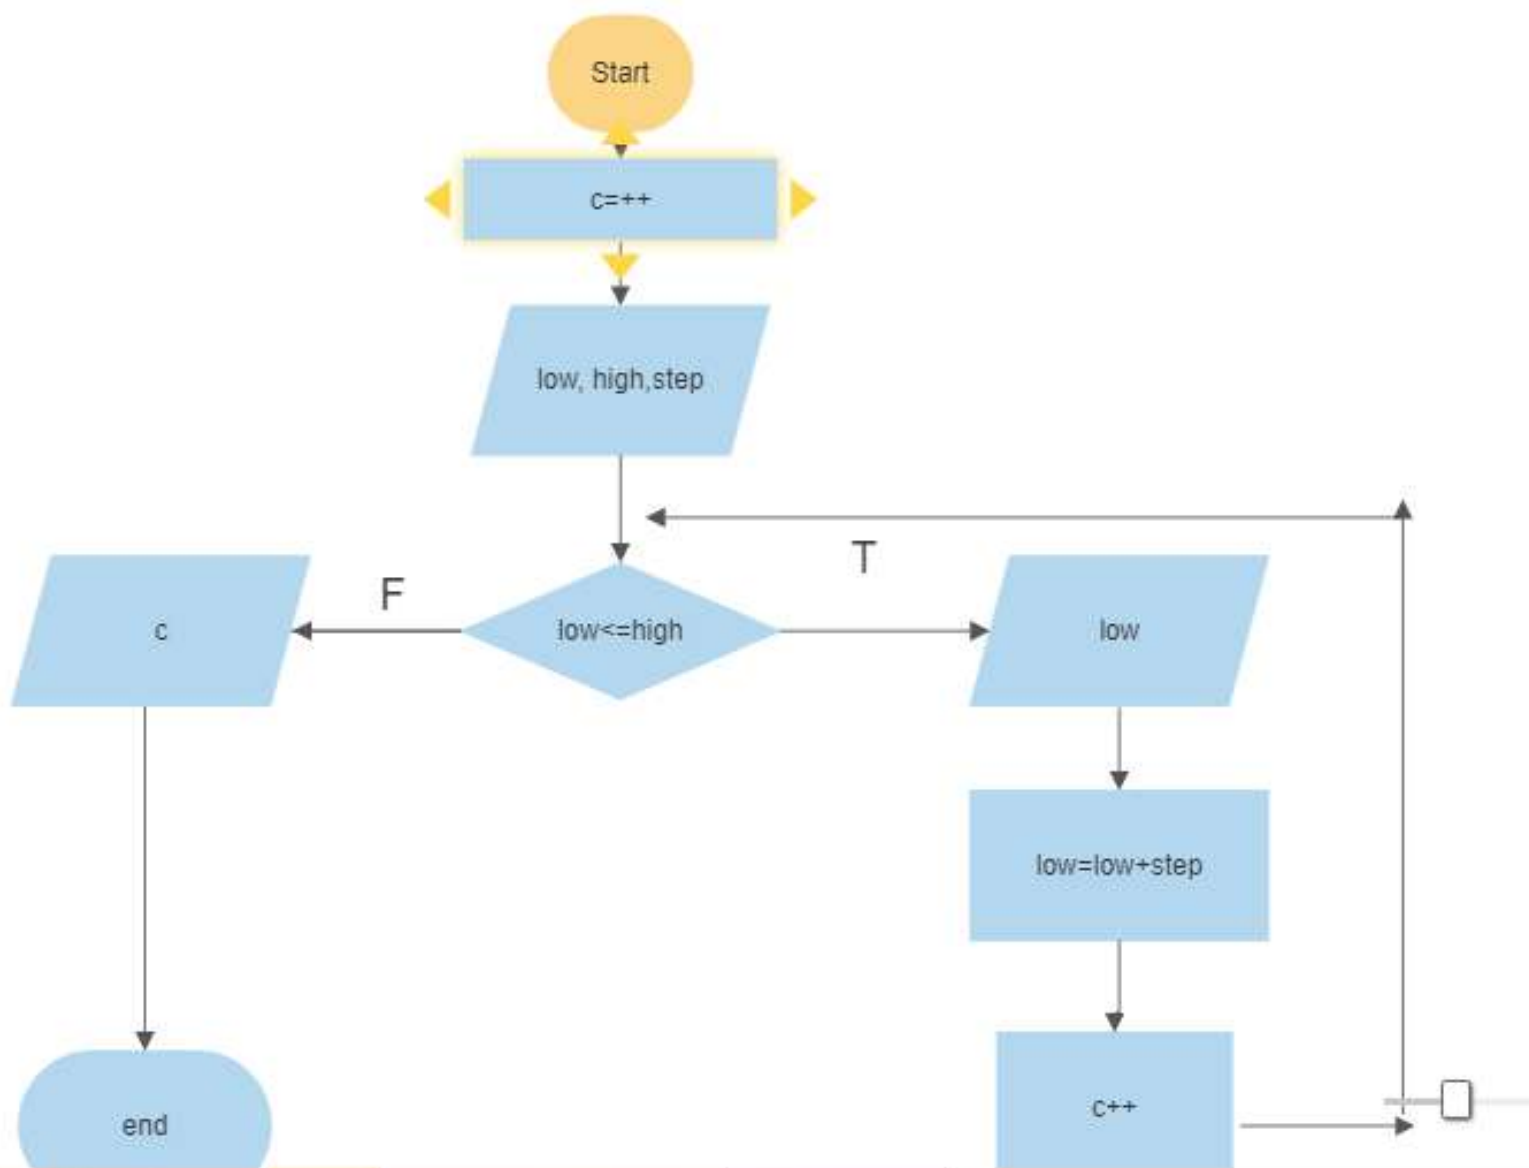 Start
c=++
low, high,step
T
F
c
low<=high
low
low=low+step
c++
end